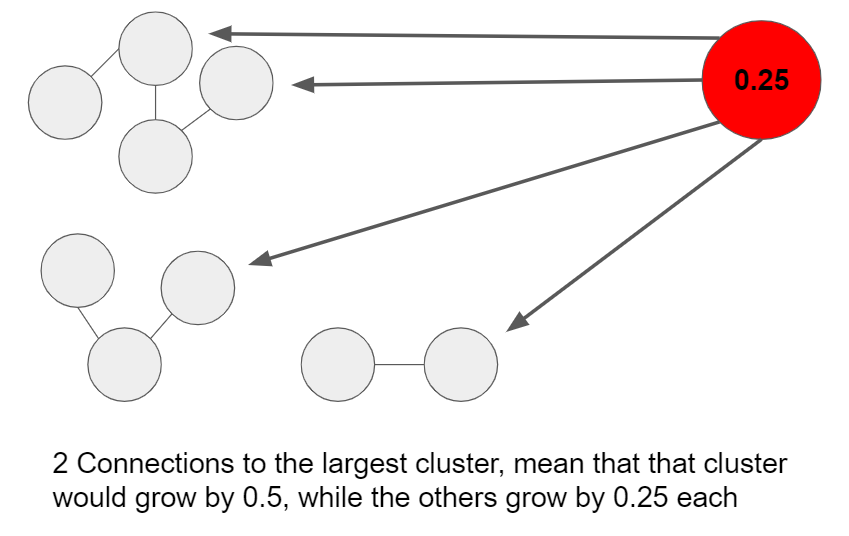 0.25
2 Connections to the largest cluster, mean that that cluster
would grow by 0.5, while the others grow by 0.25 each